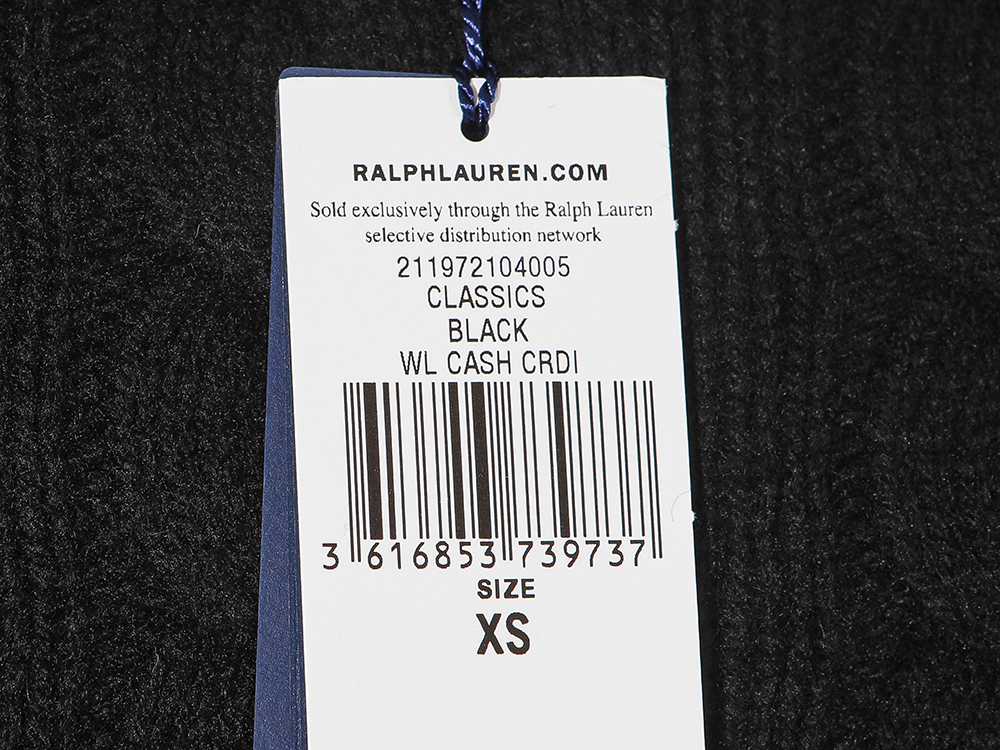 RALPHLAUREN.COM
Sold exclusively through the Ralph Lauren
selective distribution network
211972104005
CLASSICS
BLACK
WL CASH CRDI
3 616853 739737
SIZE
XS